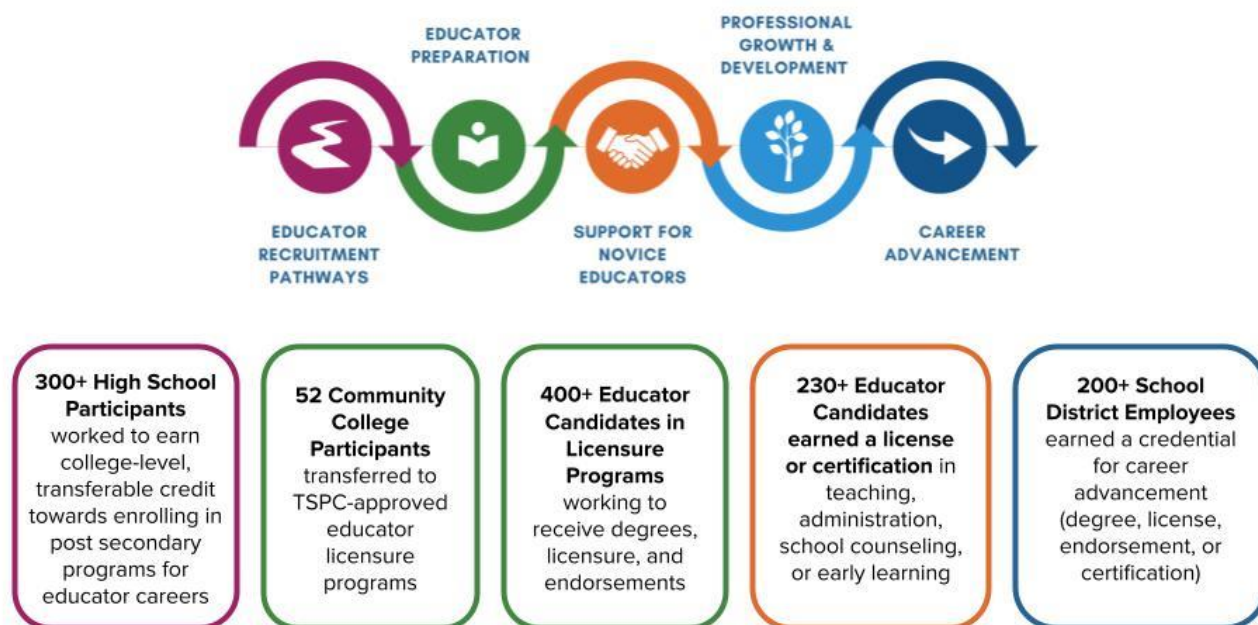 EDUCATOR
PREPARATION
PROFESSIONAL
GROWTH &
DEVELOPMENT
EDUCATOR
RECRUITMENT
PATHWAYS
SUPPORT FOR
NOVICE
EDUCATORS
CAREER
ADVANCEMENT
300+ High School
Participants
worked to earn
college-level,
transferable credit
towards enrolling in
post secondary
programs for
educator careers
52 Community
College
Participants
transferred to
TSPC-approved
educator
licensure
programs
400+ Educator
Candidates in
Licensure
Programs
working to
receive degrees,
licensure, and
endorsements
230+ Educator
Candidates
earned a license
or certification in
teaching,
administration,
school counseling,
or early learning
200+ School
District Employees
earned a credential
for career
advancement
(degree, license,
endorsement, or
certification)